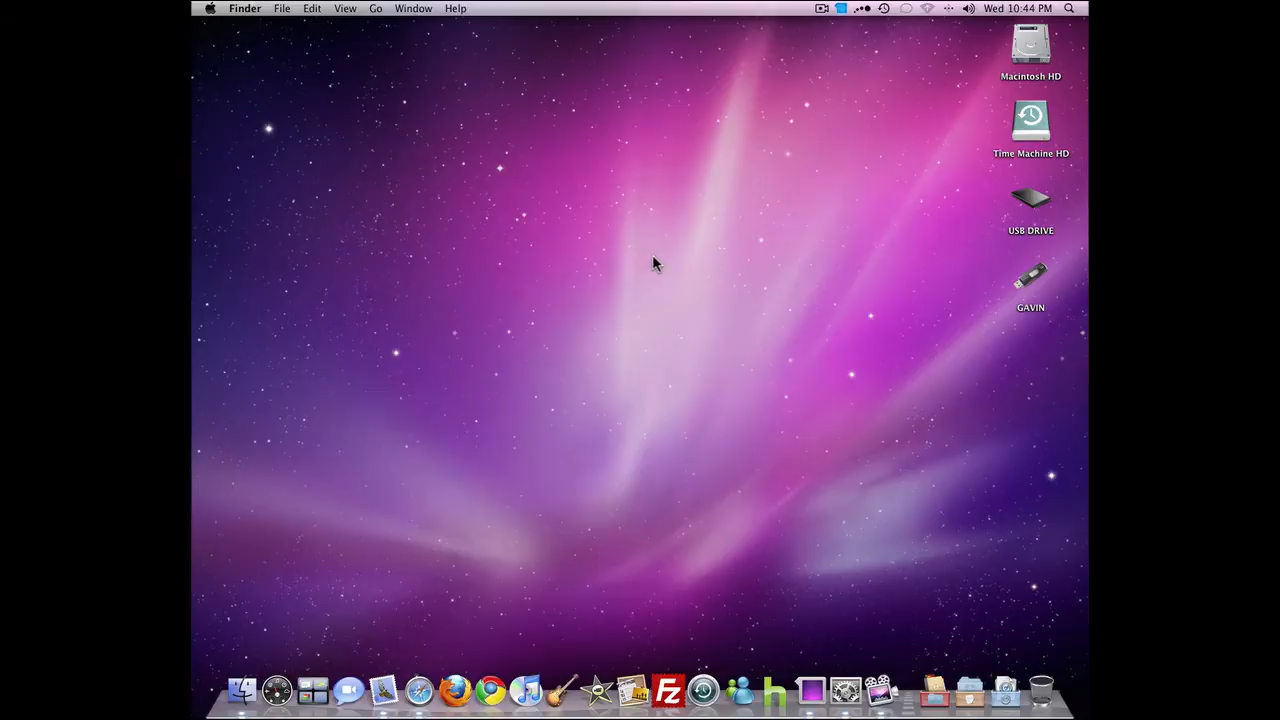 Finder File Edit View Go Window Help Wed 10:44 PM
Macintosh HD
Time Machine HD
USB DRIVE
GAVIN
FZ
h